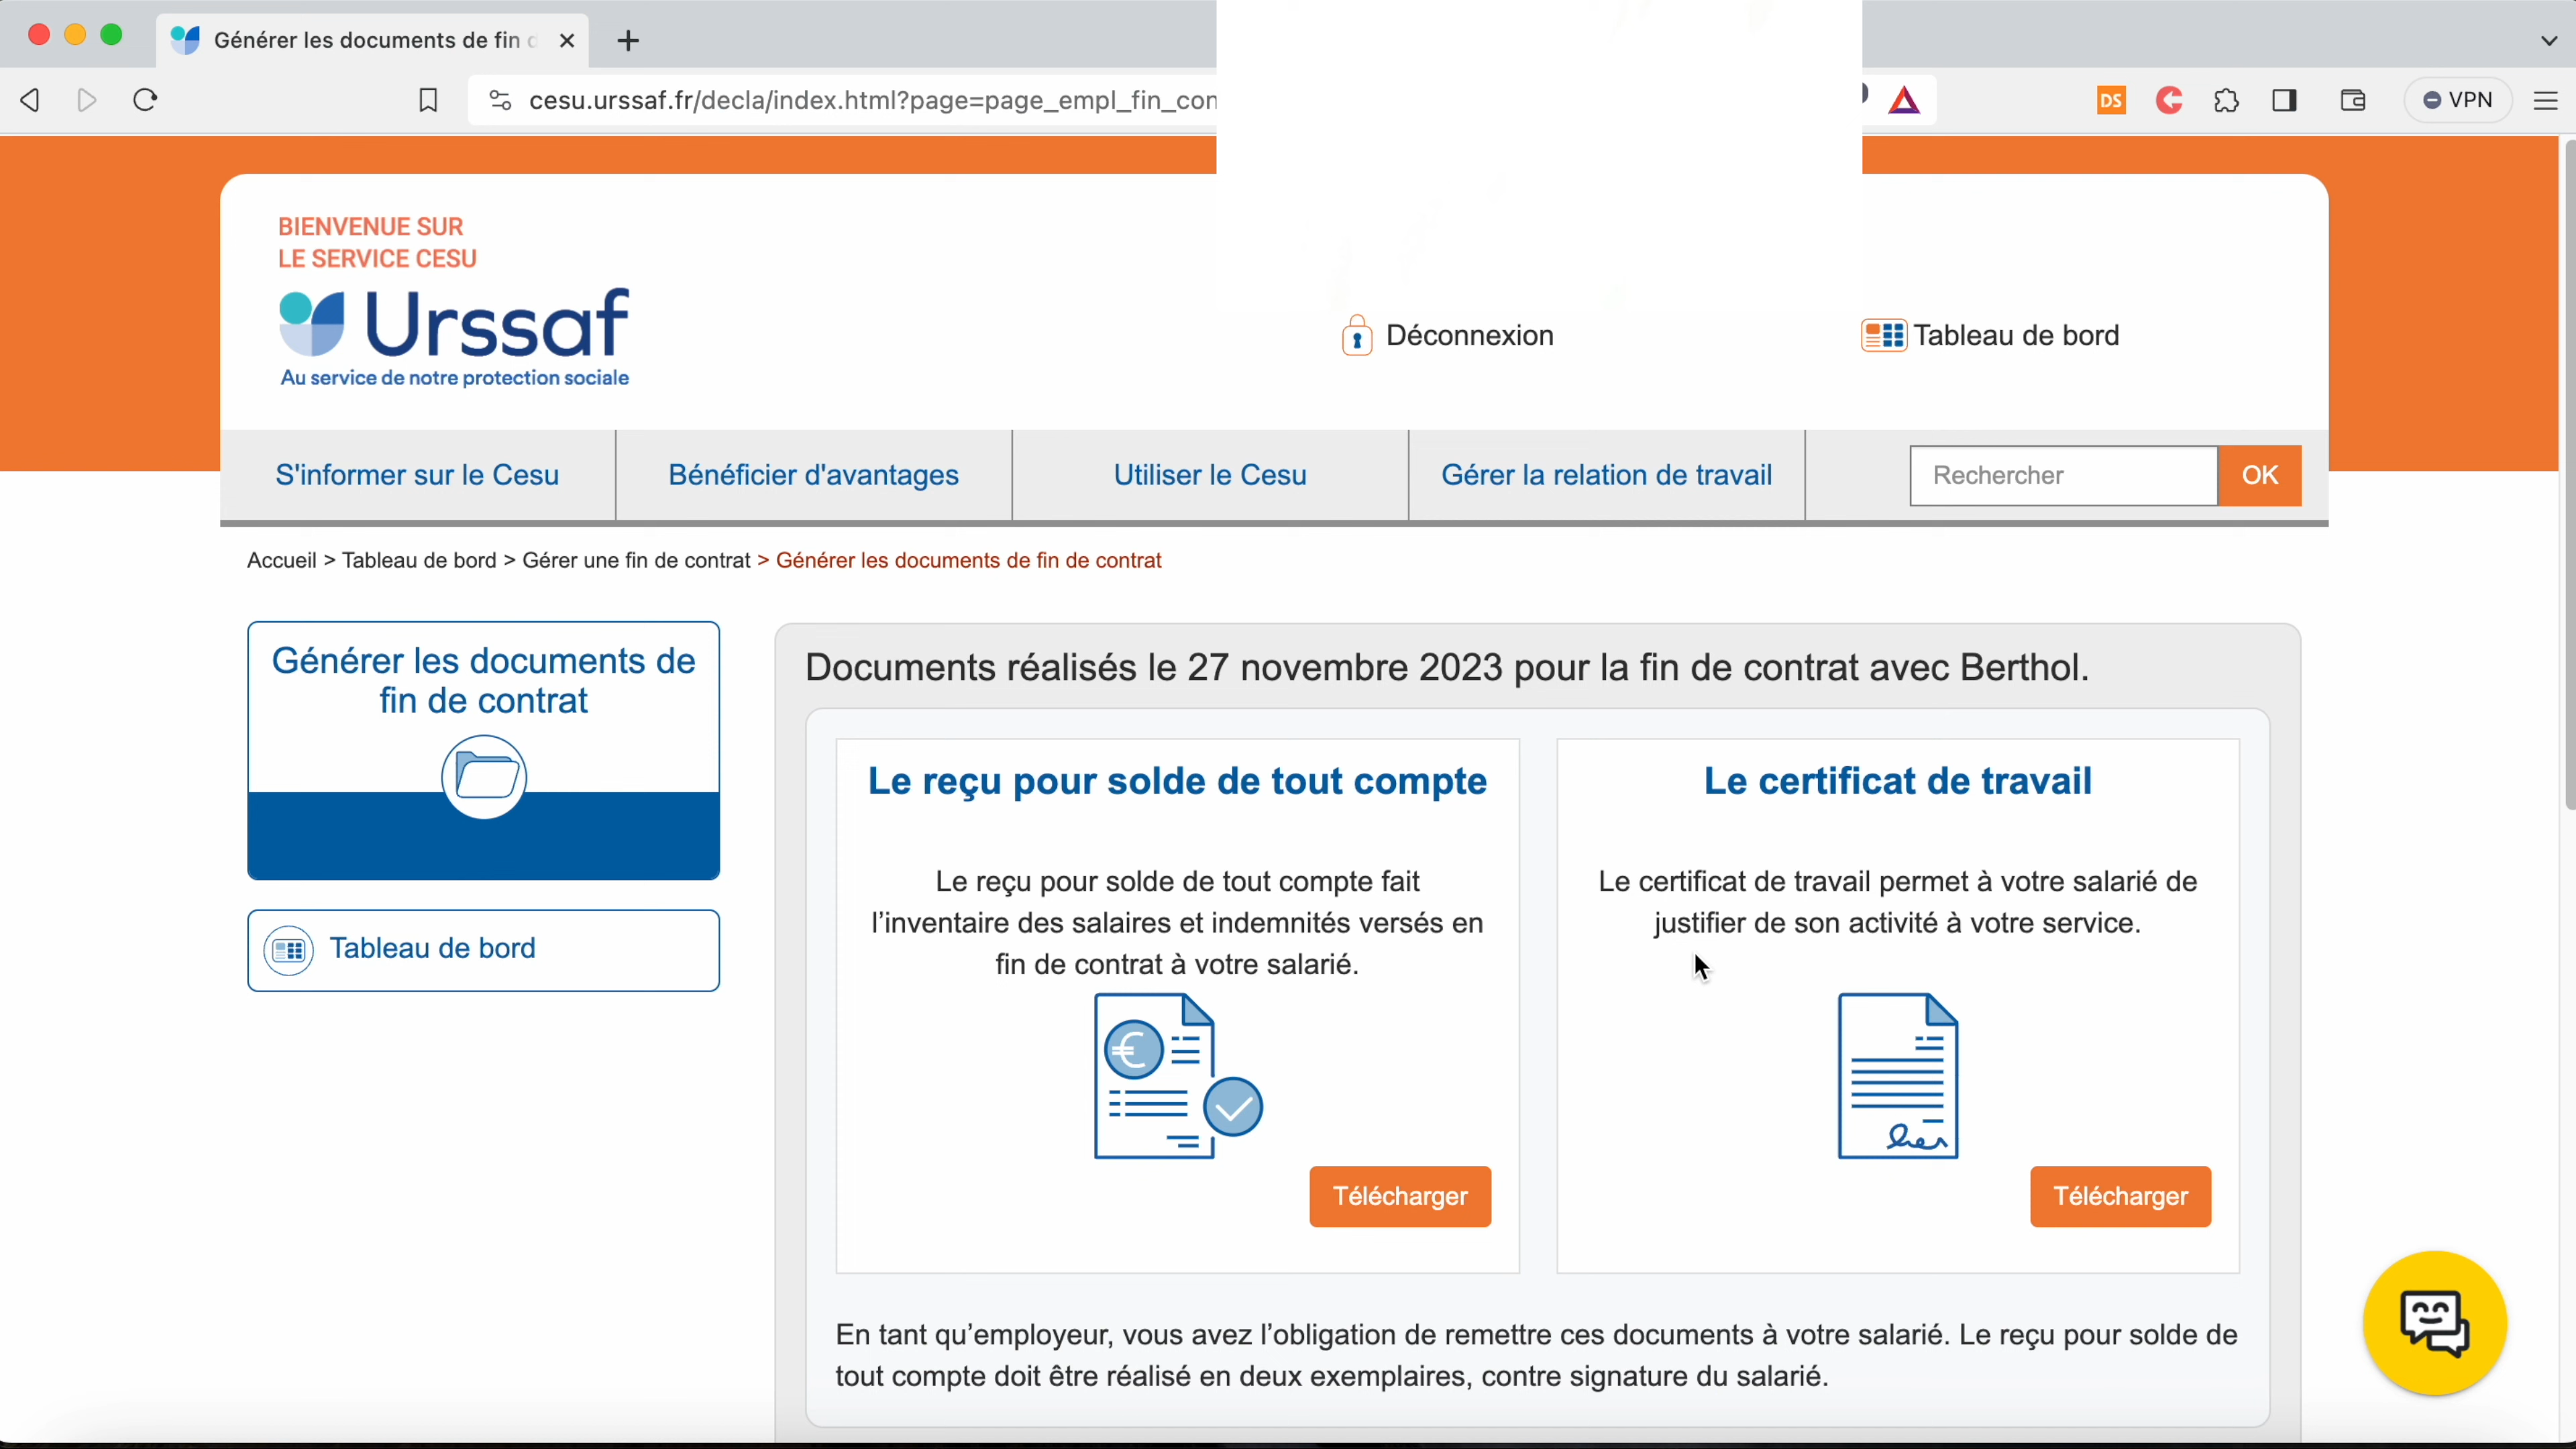 Générer les documents de fin
cesu.urssaf.fr/decla/index.html?page=page_empl_fin_con
DS
VPN
BIENVENUE SUR
LE SERVICE CESU
Urssaf
Au service de notre protection sociale
Déconnexion
Tableau de bord
S'informer sur le Cesu
Bénéficier d'avantages
Utiliser le Cesu
Gérer la relation de travail
Rechercher
OK
Accueil > Tableau de bord > Gérer une fin de contrat > Générer les documents de fin de contrat
Générer les documents de
fin de contrat
Tableau de bord
Documents réalisés le 27 novembre 2023 pour la fin de contrat avec Berthol.
Le reçu pour solde de tout compte
Le reçu pour solde de tout compte fait
l’inventaire des salaires et indemnités versés en
fin de contrat à votre salarié.
Télécharger
Le certificat de travail
Le certificat de travail permet à votre salarié de
justifier de son activité à votre service.
Télécharger
En tant qu’employeur, vous avez l’obligation de remettre ces documents à votre salarié. Le reçu pour solde de
tout compte doit être réalisé en deux exemplaires, contre signature du salarié.